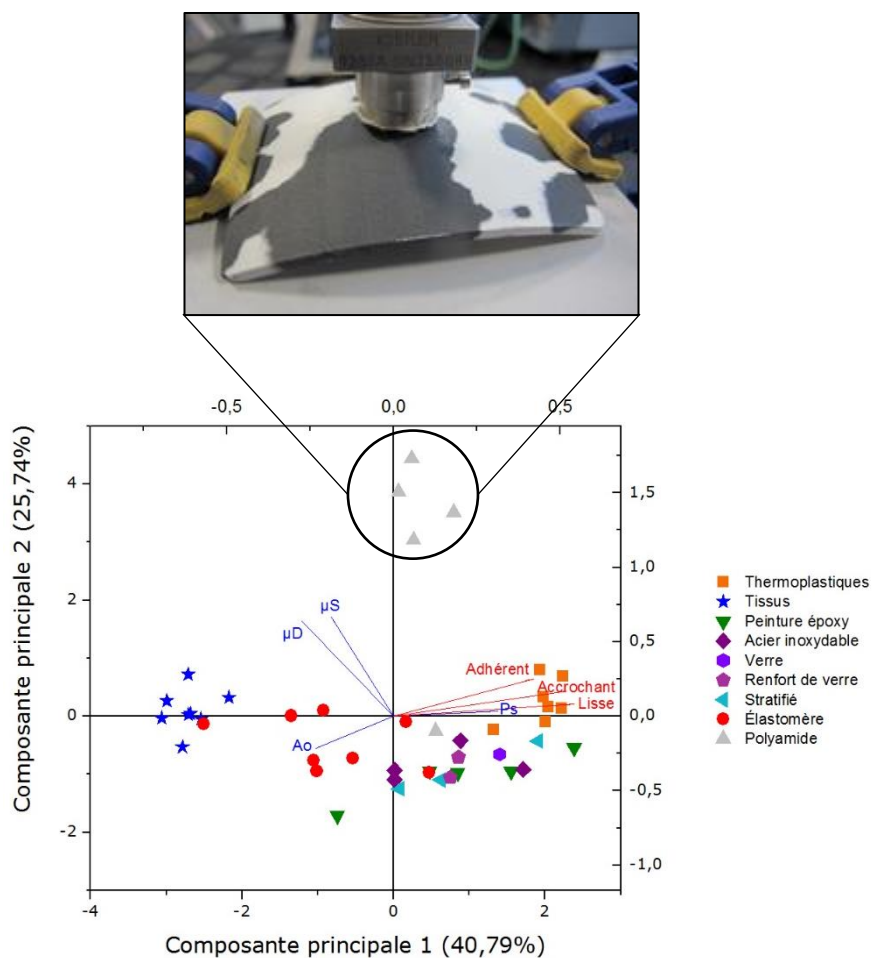 KISTLER
-0,5
0,0
0,5
4
2
0
-2
1,5
1,0
0,5
0,0
-0,5
-1,0
µS
µD
Ao
Adhérent
Accrochant
Lisse
Ps
-4
-2
0
2
Composante principale 1 (40,79%)
Composante principale 2 (25,74%)
Thermoplastiques
Tissus
Peinture époxy
Acier inoxydable
Verre
Renfort de verre
Stratifié
Élastomère
Polyamide